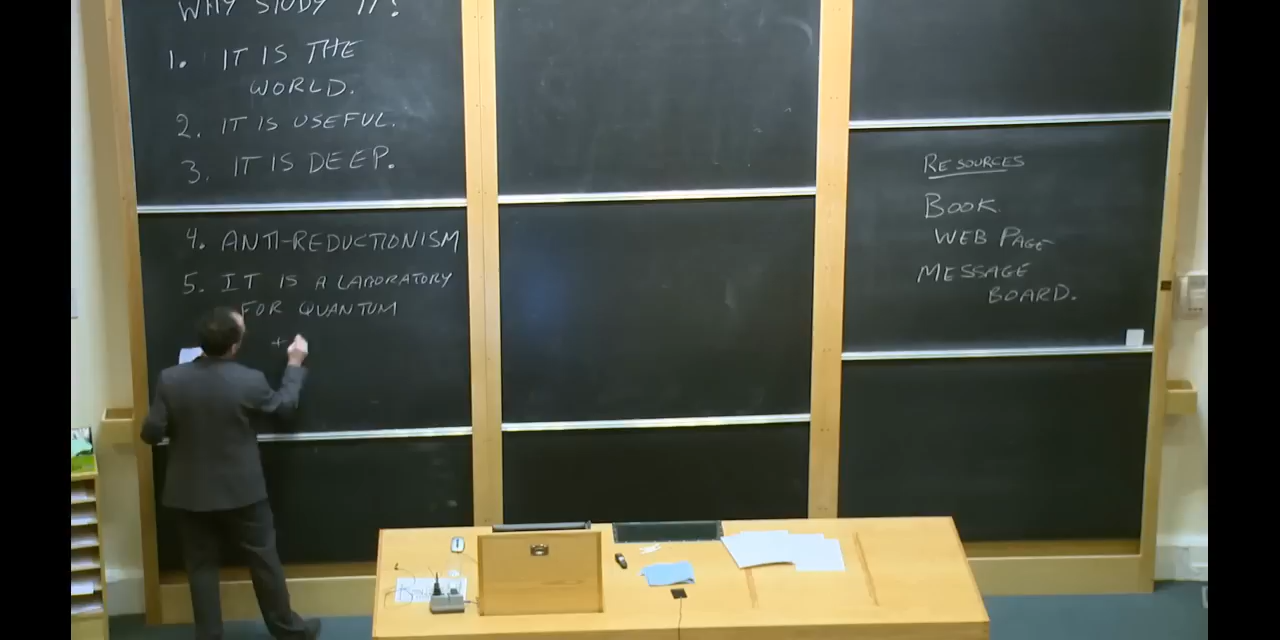 WHY STUDY IT?
1. IT IS THE
WORLD.
2. IT IS USEFUL.
3. IT IS DEEP.
4. ANTI-REDUCTIONISM
5. IT IS A LABORATORY
FOR QUANTUM
+
RESOURCES
BOOK
WEB PAGE
MESSAGE
BOARD.